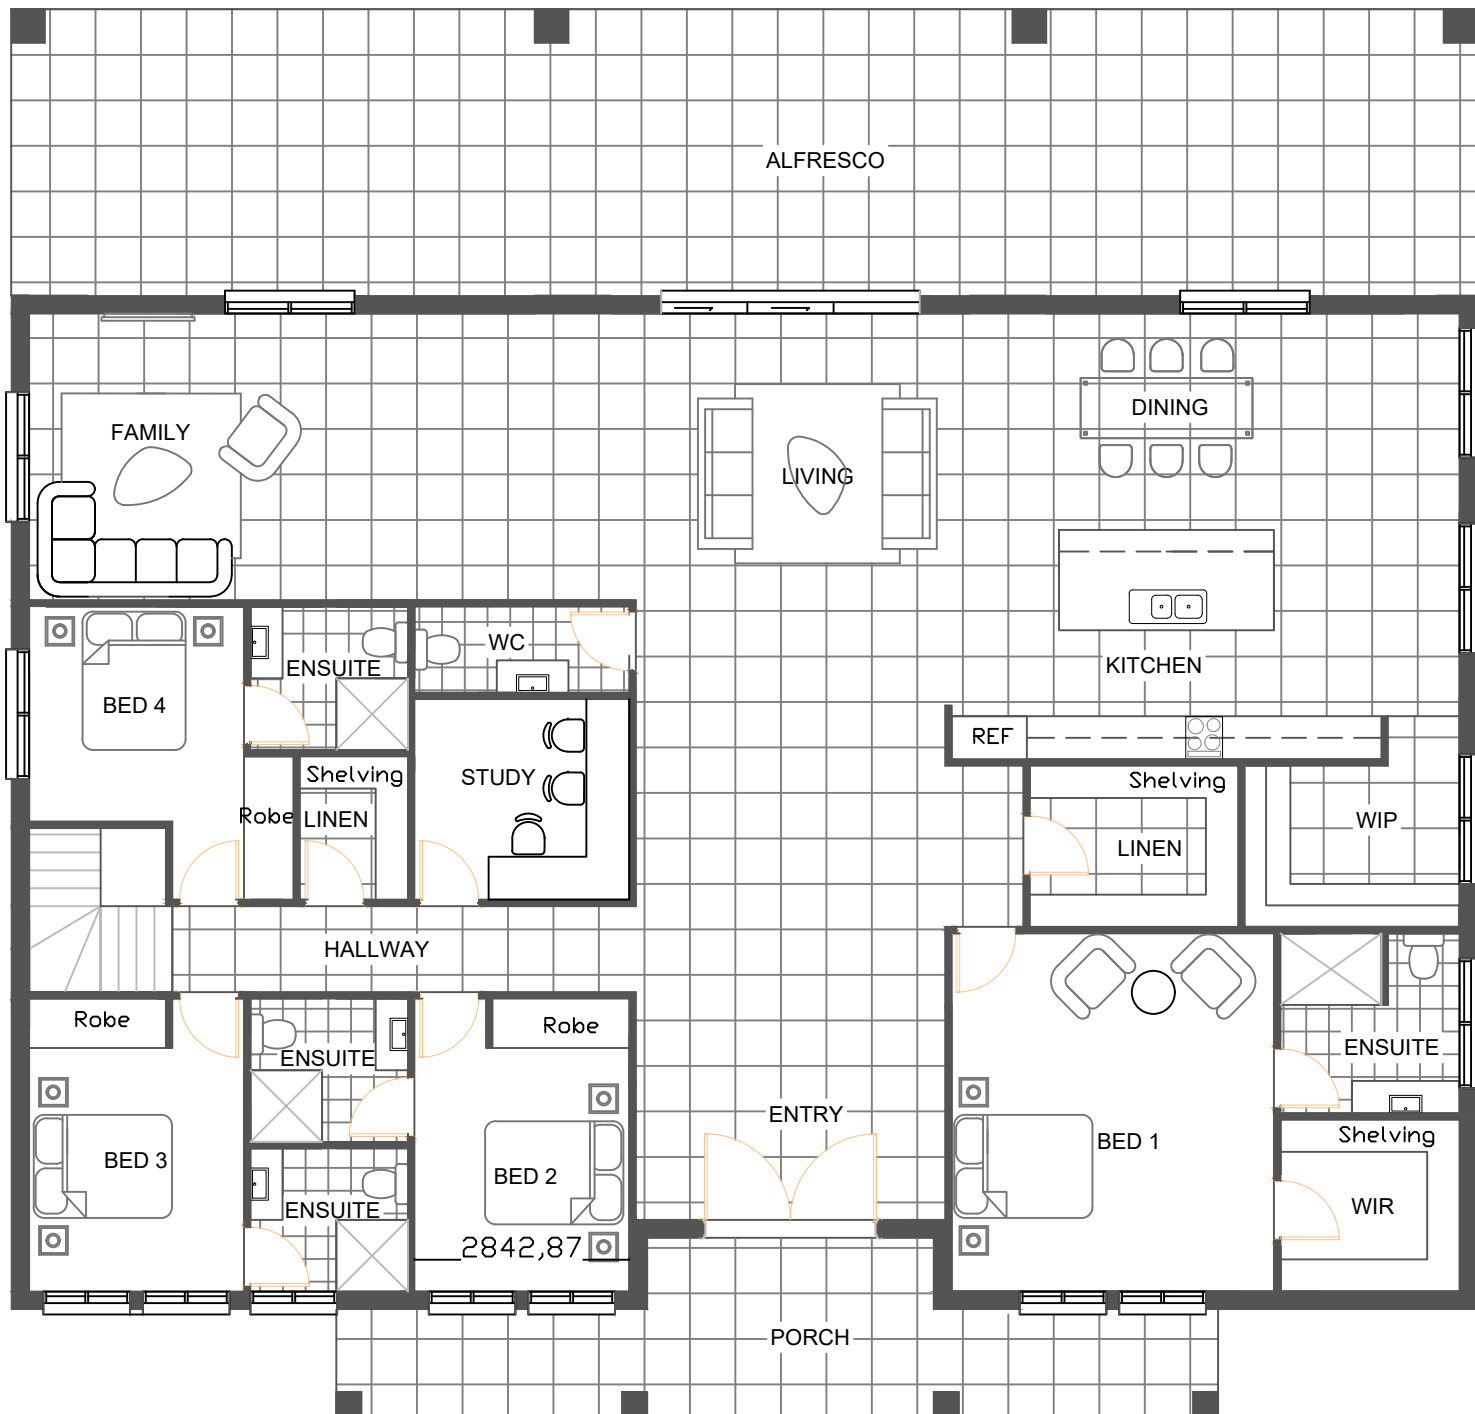 ALFRESCO
FAMILY
DINING
LIVING
WC
ENSUITE
KITCHEN
BED 4
REF
Shelving
STUDY
Shelving
Robe
LINEN
WIP
LINEN
HALLWAY
Robe
Robe
ENSUITE
ENSUITE
ENTRY
Shelving
BED 1
BED 3
BED 2
ENSUITE
WIR
2842,87
PORCH